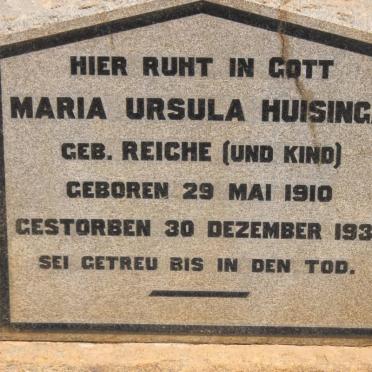 HIER RUHT IN GOTT
MARIA URSULA HUISINGA
GEB. REICHE (UND KIND)
GEBOREN 29 MAI 1910
GESTORBEN 30 DEZEMBER 193
SEI GETREU BIS IN DEN TOD.